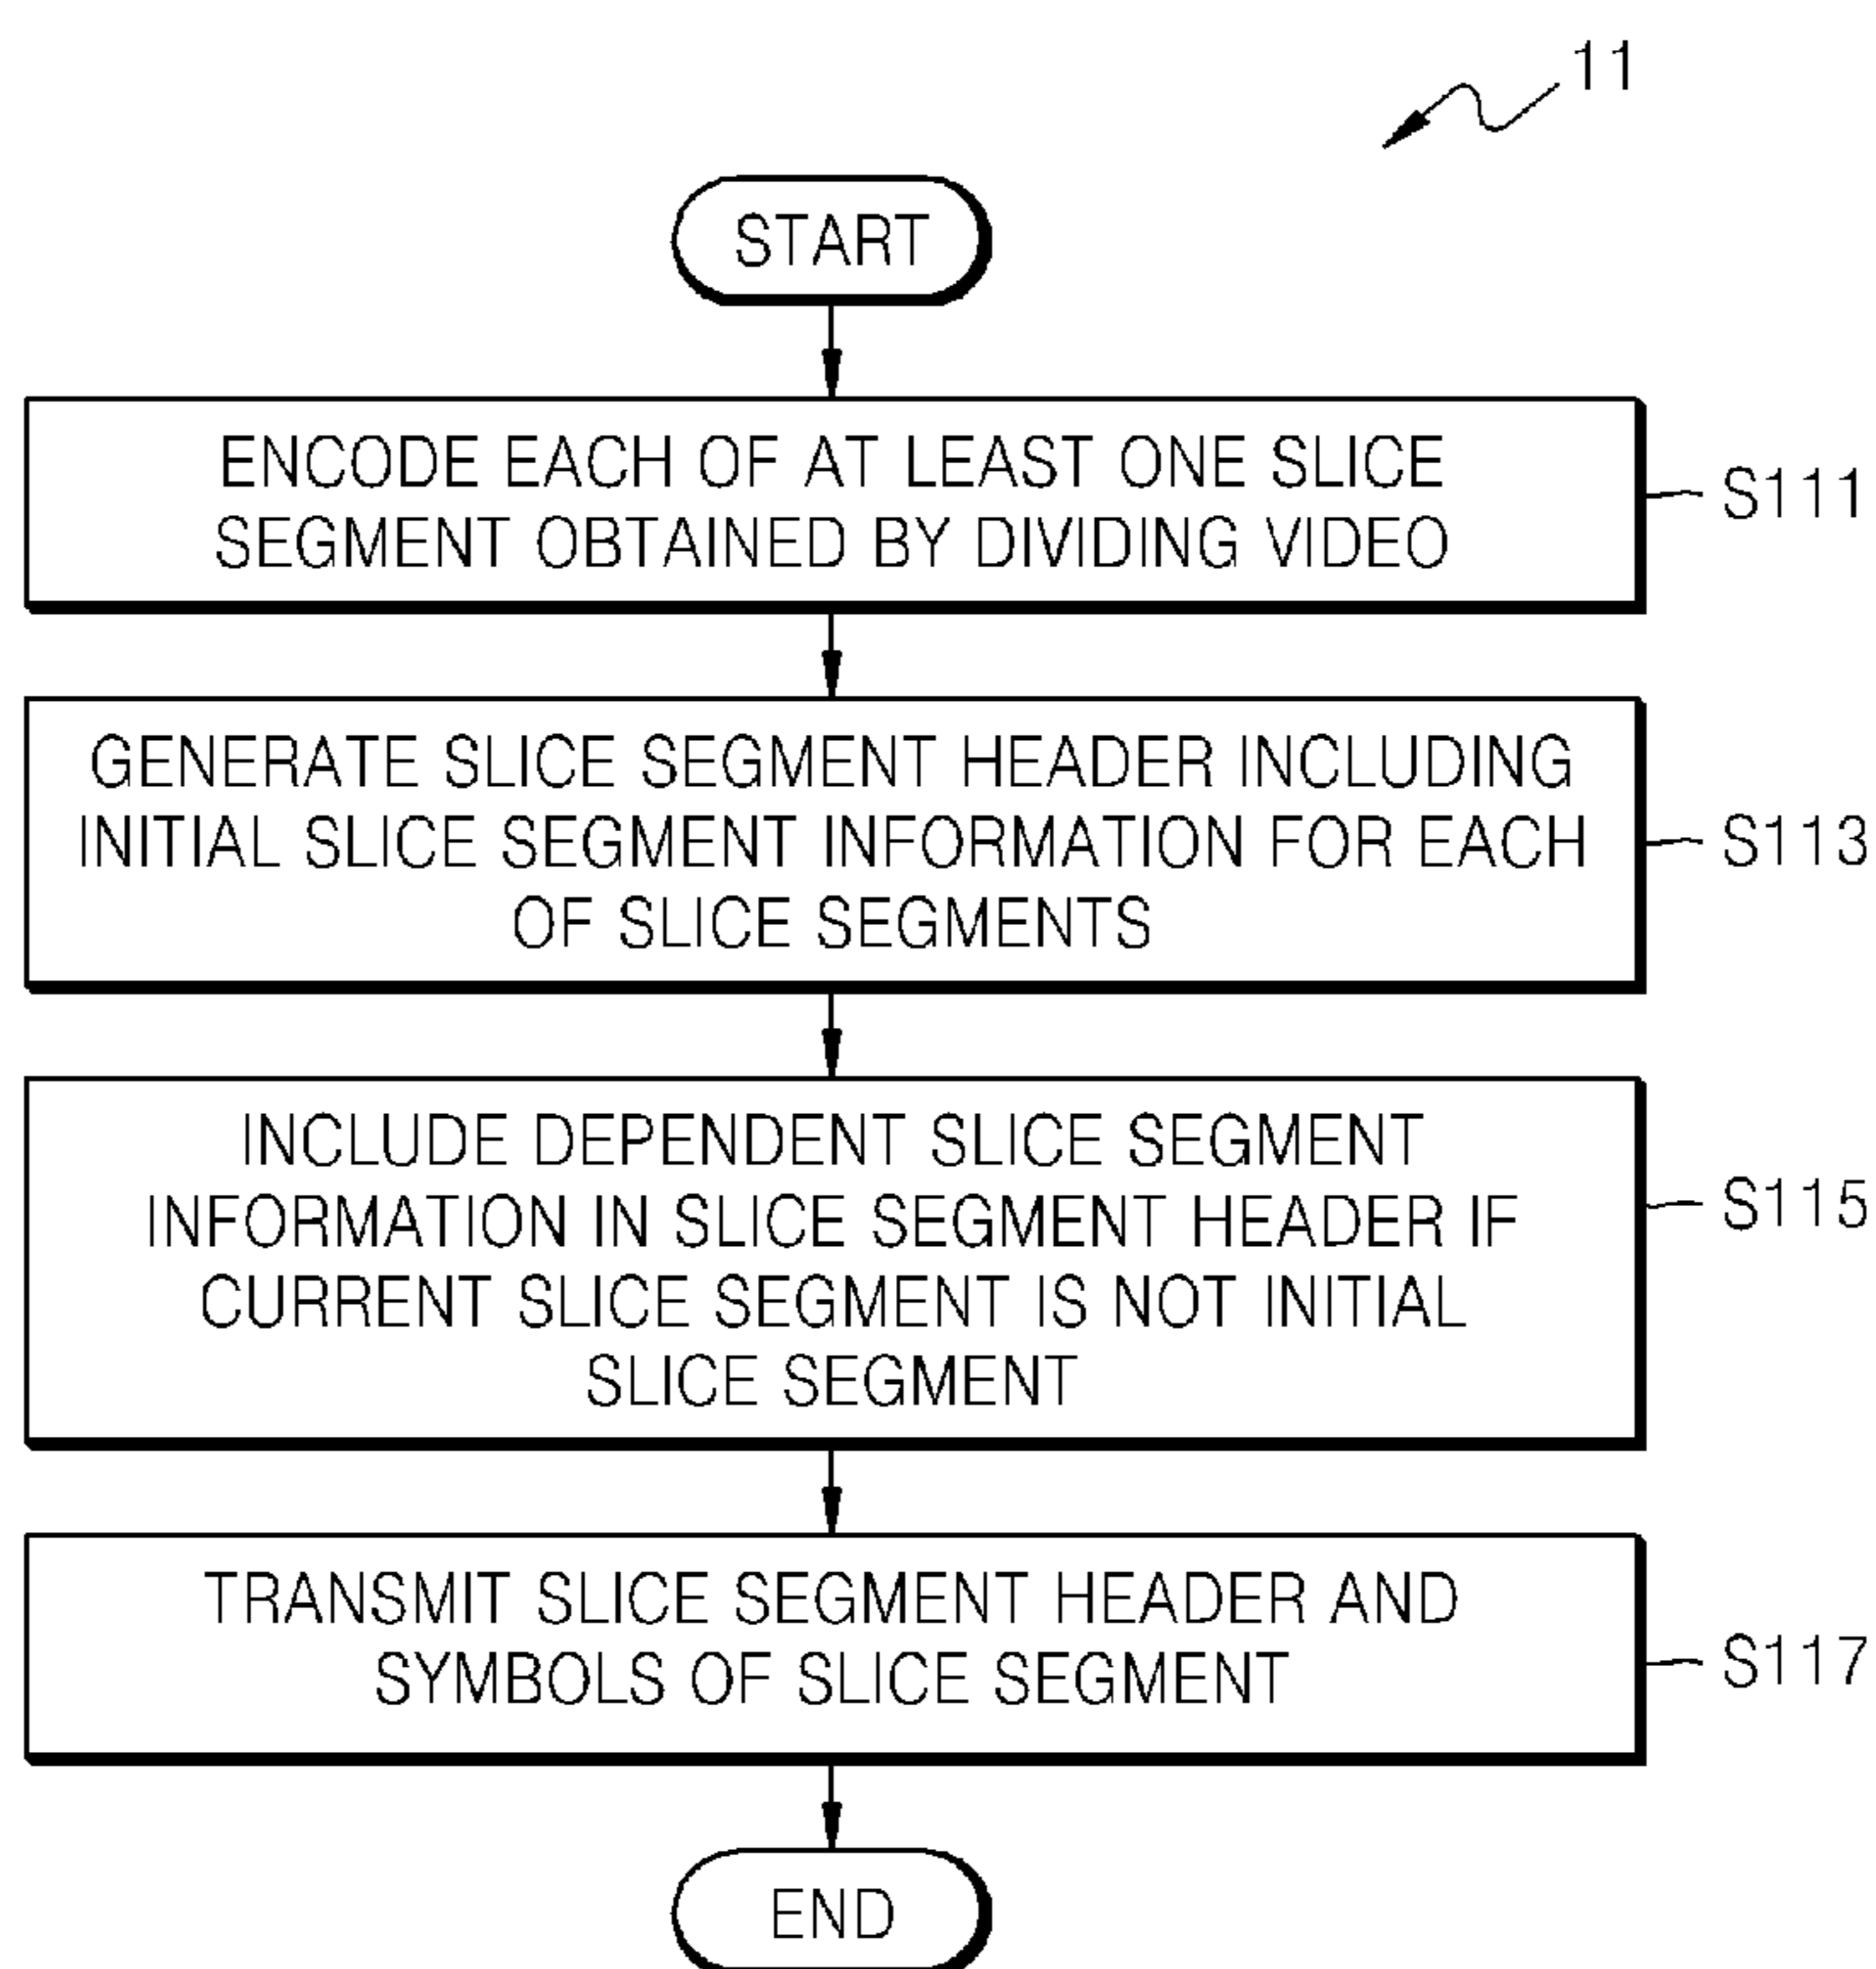 11
START
ENCODE EACH OF AT LEAST ONE SLICE
SEGMENT OBTAINED BY DIVIDING VIDEO
S111
GENERATE SLICE SEGMENT HEADER INCLUDING
INITIAL SLICE SEGMENT INFORMATION FOR EACH
OF SLICE SEGMENTS
S113
INCLUDE DEPENDENT SLICE SEGMENT
INFORMATION IN SLICE SEGMENT HEADER IF
CURRENT SLICE SEGMENT IS NOT INITIAL
SLICE SEGMENT
S115
TRANSMIT SLICE SEGMENT HEADER AND
SYMBOLS OF SLICE SEGMENT
S117
END